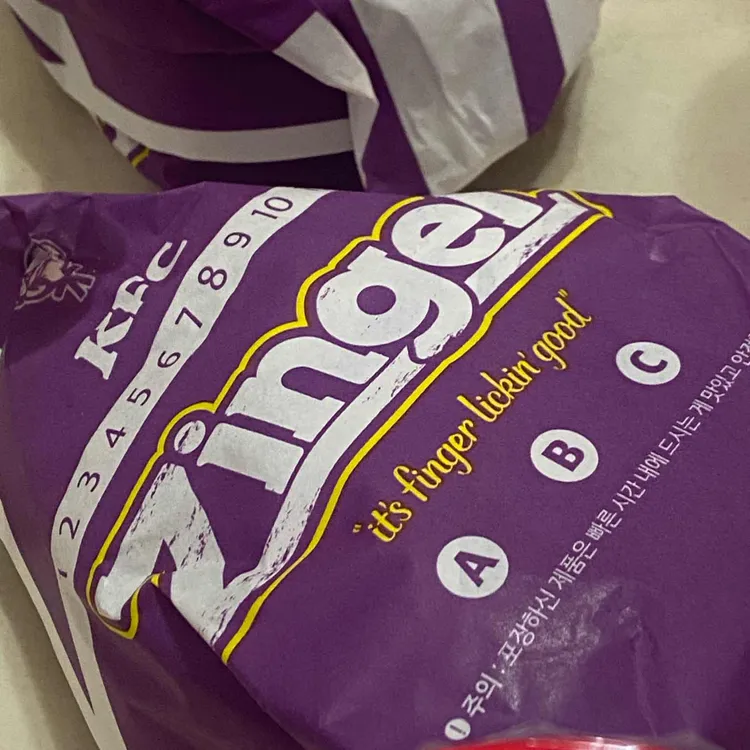 KFC
1 2 3 4 5 6 7 8 9 10
Zinger
"it's finger lickin' good"
A B C
주의 : 포장하신 제품은 빠른 시간 내에 드시는 게 맛있고